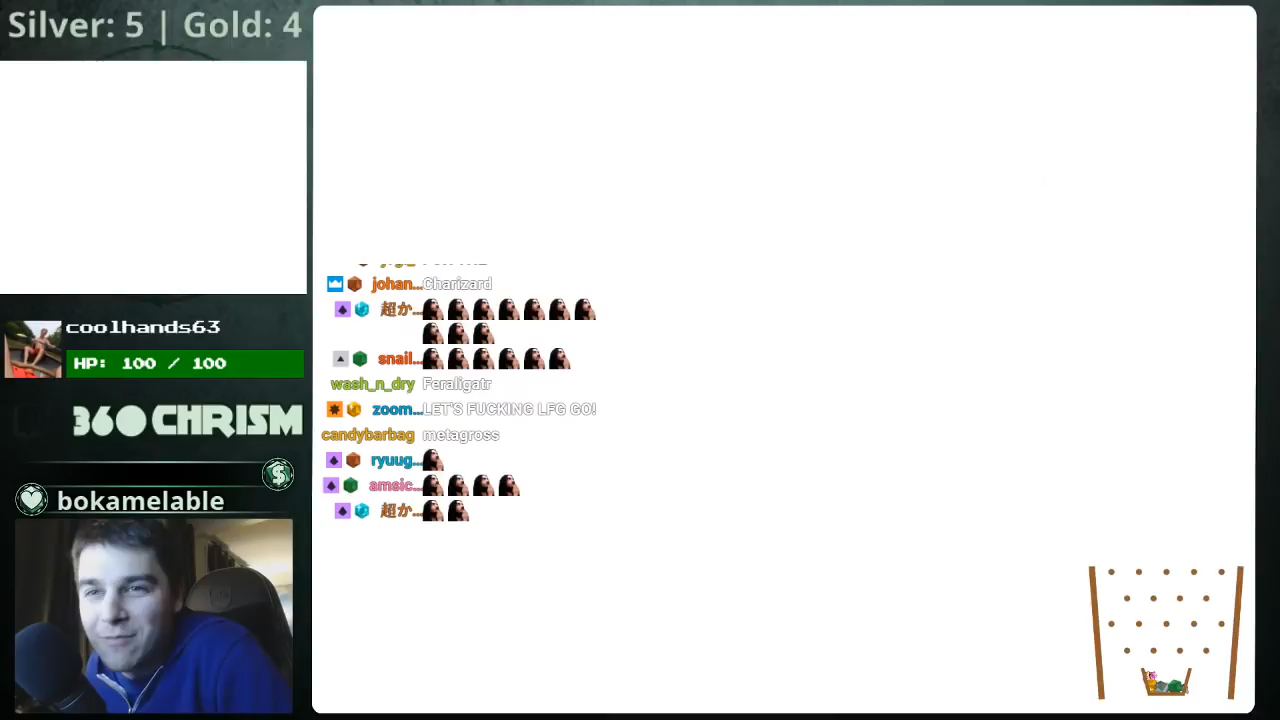 Silver: 5 | Gold: 4
coolhands63
HP: 100 / 100
360 CHRISM
bokamelable
johan... Charizard
超か...
snail...
wash_n_dry Feraligatr
zoom... LET'S FUCKING LFG GO!
candybarbag metagross
ryuug...
amsic...
超か...